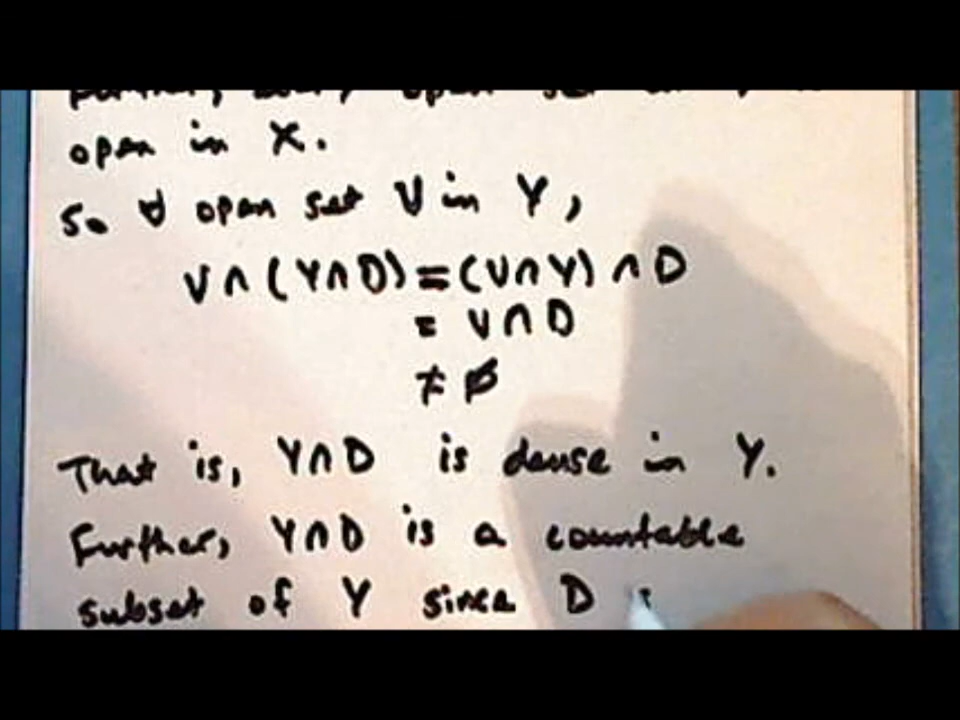 open in X.
So ∀ open set V in Y,
V∩(Y∩D)=(V∩Y)∩D
= V∩D
≠ ∅
That is, Y∩D is dense in Y.
Further, Y∩D is a countable
subset of Y since D